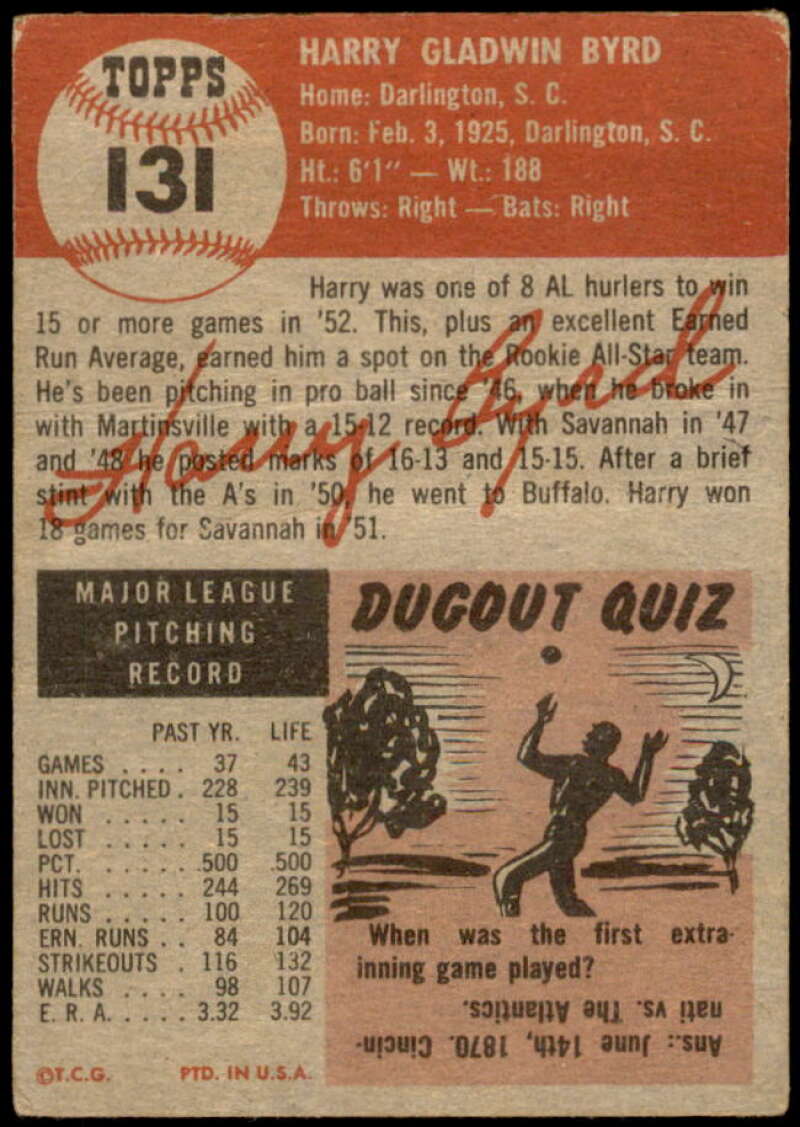 TOPPS
131
HARRY GLADWIN BYRD
Home: Darlington, S. C.
Born: Feb. 3, 1925, Darlington, S. C.
Ht.: 6'1" — Wt.: 188
Throws: Right — Bats: Right
Harry was one of 8 AL hurlers to win
15 or more games in '52. This, plus an excellent Earned
Run Average, earned him a spot on the Rookie All-Star team.
He's been pitching in pro ball since '46, when he broke in
with Martinsville with a 15-12 record. With Savannah in '47
and '48 he posted marks of 16-13 and 15-15. After a brief
stint with the A's in '50, he went to Buffalo. Harry won
18 games for Savannah in '51.
Harry Byrd
MAJOR LEAGUE
PITCHING
RECORD
PAST YR. LIFE
GAMES . . . . 37 43
INN. PITCHED . 228 239
WON . . . . . 15 15
LOST . . . . . 15 15
PCT. . . . . . .500 .500
HITS . . . . . 244 269
RUNS . . . . . 100 120
ERN. RUNS . . 84 104
STRIKEOUTS . 116 132
WALKS . . . . 98 107
E. R. A. . . . . 3.32 3.92
©T.C.G. PTD. IN U.S.A.
DUGOUT QUIZ
When was the first extra-
inning game played?
Ans.: June 14th, 1870. Cincin-
nati vs. The Atlantics.